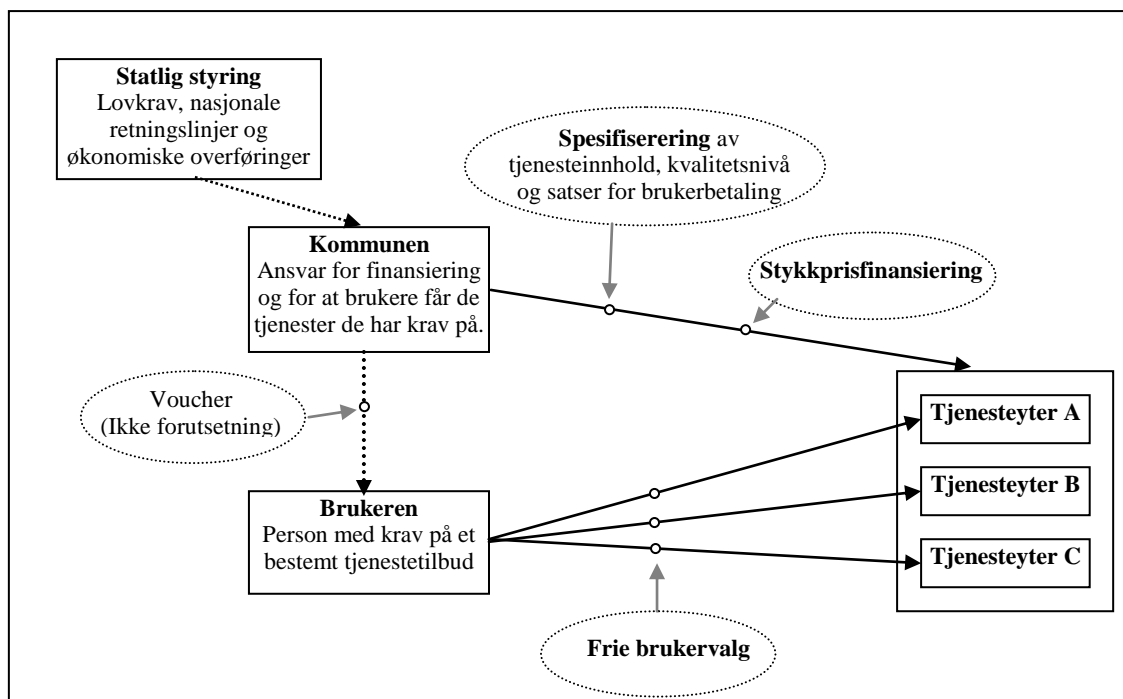 Statlig styring
Lovkrav, nasjonale
retningslinjer og
økonomiske overføringer
Spesifiserering av
tjenesteinnhold, kvalitetsnivå
og satser for brukerbetaling
Kommunen
Ansvar for finansiering
og for at brukere får de
tjenester de har krav på.
Stykkprisfinansiering
Voucher
(Ikke forutsetning)
Tjenesteyter A
Tjenesteyter B
Tjenesteyter C
Brukeren
Person med krav på et
bestemt tjenestetilbud
Frie brukervalg